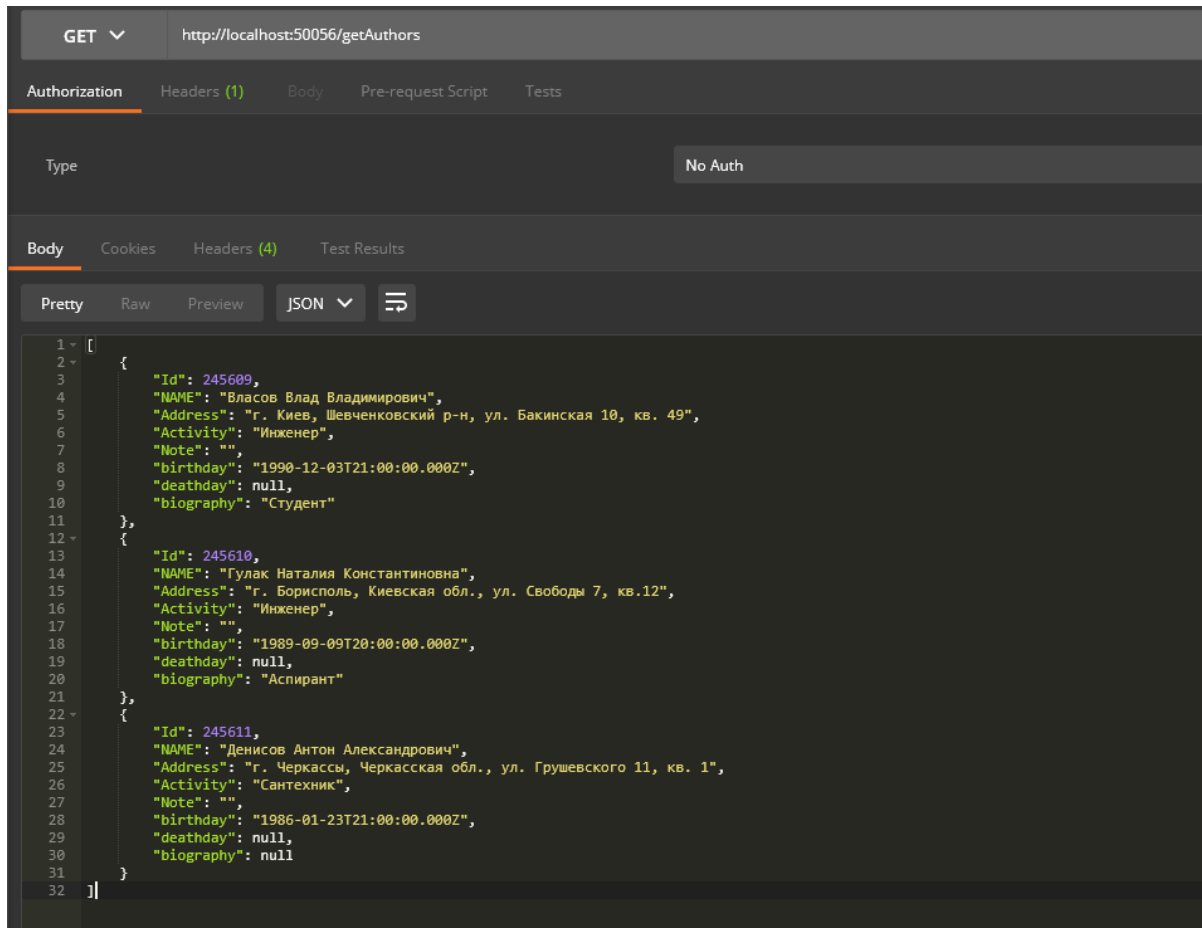 GET http://localhost:50056/getAuthors
Authorization Headers (1) Body Pre-request Script Tests
Type No Auth
Body Cookies Headers (4) Test Results
Pretty Raw Preview JSON
1 [
2 {
3 "Id": 245609,
4 "NAME": "Власов Влад Владимирович",
5 "Address": "г. Киев, Шевченковский р-н, ул. Бакинская 10, кв. 49",
6 "Activity": "Инженер",
7 "Note": "",
8 "birthday": "1990-12-03T21:00:00.000Z",
9 "deathday": null,
10 "biography": "Студент"
11 },
12 {
13 "Id": 245610,
14 "NAME": "Гулак Наталия Константиновна",
15 "Address": "г. Борисполь, Киевская обл., ул. Свободы 7, кв.12",
16 "Activity": "Инженер",
17 "Note": "",
18 "birthday": "1989-09-09T20:00:00.000Z",
19 "deathday": null,
20 "biography": "Аспирант"
21 },
22 {
23 "Id": 245611,
24 "NAME": "Денисов Антон Александрович",
25 "Address": "г. Черкассы, Черкасская обл., ул. Грушевского 11, кв. 1",
26 "Activity": "Сантехник",
27 "Note": "",
28 "birthday": "1986-01-23T21:00:00.000Z",
29 "deathday": null,
30 "biography": null
31 }
32 ]